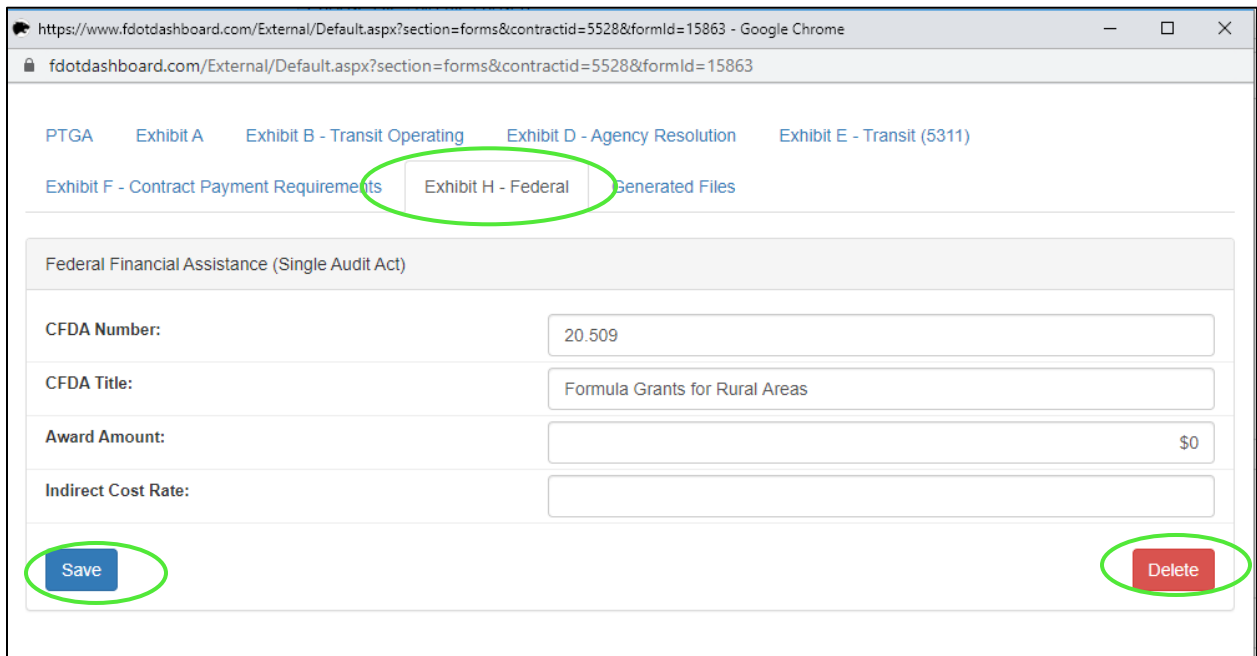 https://www.fdotdashboard.com/External/Default.aspx?section=forms&contractid=5528&formId=15863 - Google Chrome
fdotdashboard.com/External/Default.aspx?section=forms&contractid=5528&formId=15863
PTGA Exhibit A Exhibit B - Transit Operating Exhibit D - Agency Resolution Exhibit E - Transit (5311)
Exhibit F - Contract Payment Requirements Exhibit H - Federal Generated Files
Federal Financial Assistance (Single Audit Act)
CFDA Number: 20.509
CFDA Title: Formula Grants for Rural Areas
Award Amount: $0
Indirect Cost Rate:
Save Delete